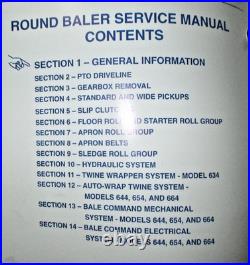 ROUND BALER SERVICE MANUAL
CONTENTS
SECTION 1 – GENERAL INFORMATION
SECTION 2 – PTO DRIVELINE
SECTION 3 – GEARBOX REMOVAL
SECTION 4 – STANDARD AND WIDE PICKUPS
SECTION 5 – SLIP CLUTCH
SECTION 6 – FLOOR ROLL AND STARTER ROLL GROUP
SECTION 7 – APRON ROLL GROUP
SECTION 8 – APRON BELTS
SECTION 9 – SLEDGE ROLL GROUP
SECTION 10 – HYDRAULIC SYSTEM
SECTION 11 – TWINE WRAPPER SYSTEM - MODEL 634
SECTION 12 – AUTO-WRAP TWINE SYSTEM -
MODELS 644, 654, AND 664
SECTION 13 – BALE COMMAND MECHANICAL
SYSTEM - MODELS 644, 654, AND 664
SECTION 14 – BALE COMMAND ELECTRICAL
SYSTEM - MODELS 644, 654, AND 664